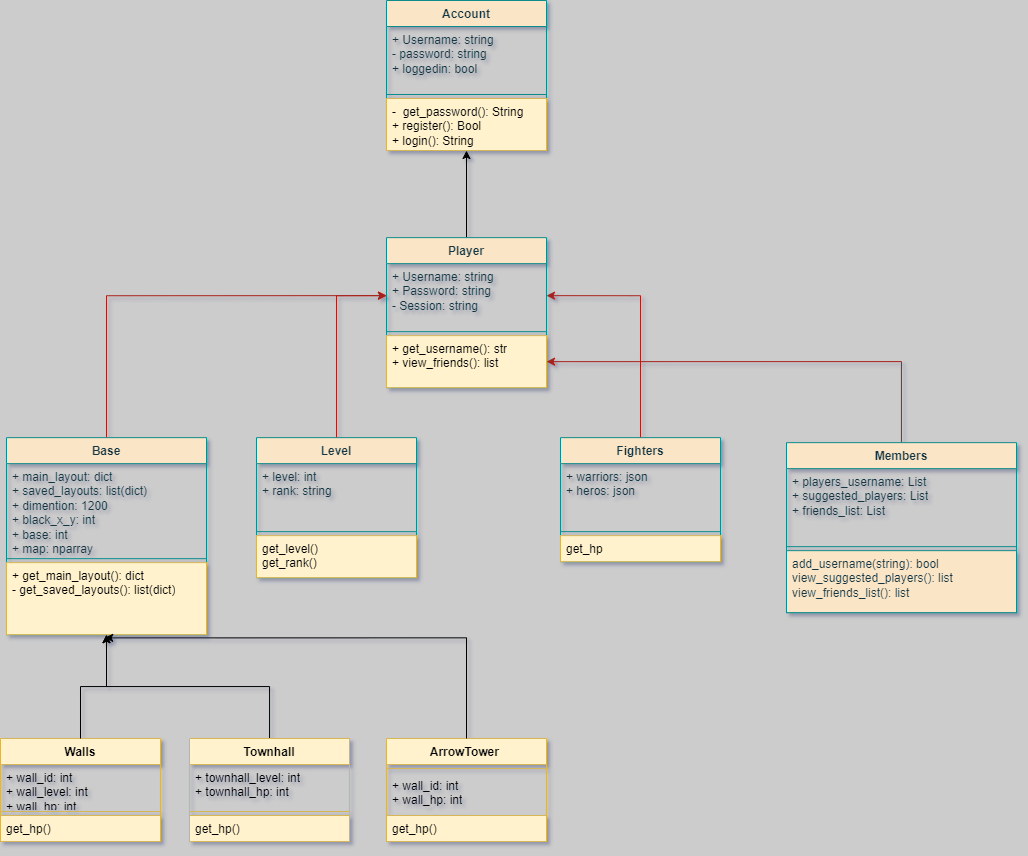 Account
+ Username: string
- password: string
+ loggedin: bool
- get_password(): String
+ register(): Bool
+ login(): String
Player
+ Username: string
+ Password: string
- Session: string
+ get_username(): str
+ view_friends(): list
Base
+ main_layout: dict
+ saved_layouts: list(dict)
+ dimention: 1200
+ black_x_y: int
+ base: int
+ map: nparray
+ get_main_layout(): dict
- get_saved_layouts(): list(dict)
Level
+ level: int
+ rank: string
get_level()
get_rank()
Fighters
+ warriors: json
+ heros: json
get_hp
Members
+ players_username: List
+ suggested_players: List
+ friends_list: List
add_username(string): bool
view_suggested_players(): list
view_friends_list(): list
Walls
+ wall_id: int
+ wall_level: int
+ wall_hp: int
get_hp()
Townhall
+ townhall_level: int
+ townhall_hp: int
get_hp()
ArrowTower
+ wall_id: int
+ wall_hp: int
get_hp()